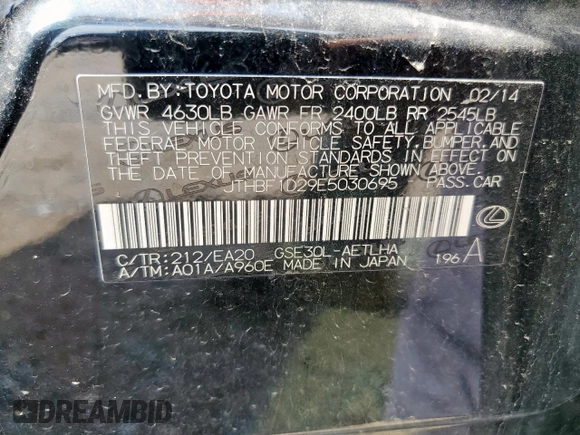 MFD. BY: TOYOTA MOTOR CORPORATION 02/14
GVWR 4630LB GAWR FR 2400LB RR 2545LB
THIS VEHICLE CONFORMS TO ALL APPLICABLE
FEDERAL MOTOR VEHICLE SAFETY, BUMPER, AND
THEFT PREVENTION STANDARDS IN EFFECT ON
THE DATE OF MANUFACTURE SHOWN ABOVE.
JTHBF1D29E5030695 PASS. CAR
C/TR: 212/EA20 GSE30L-AETLHA
A/TM: A01A/A960E MADE IN JAPAN 196 A
DREAMBID